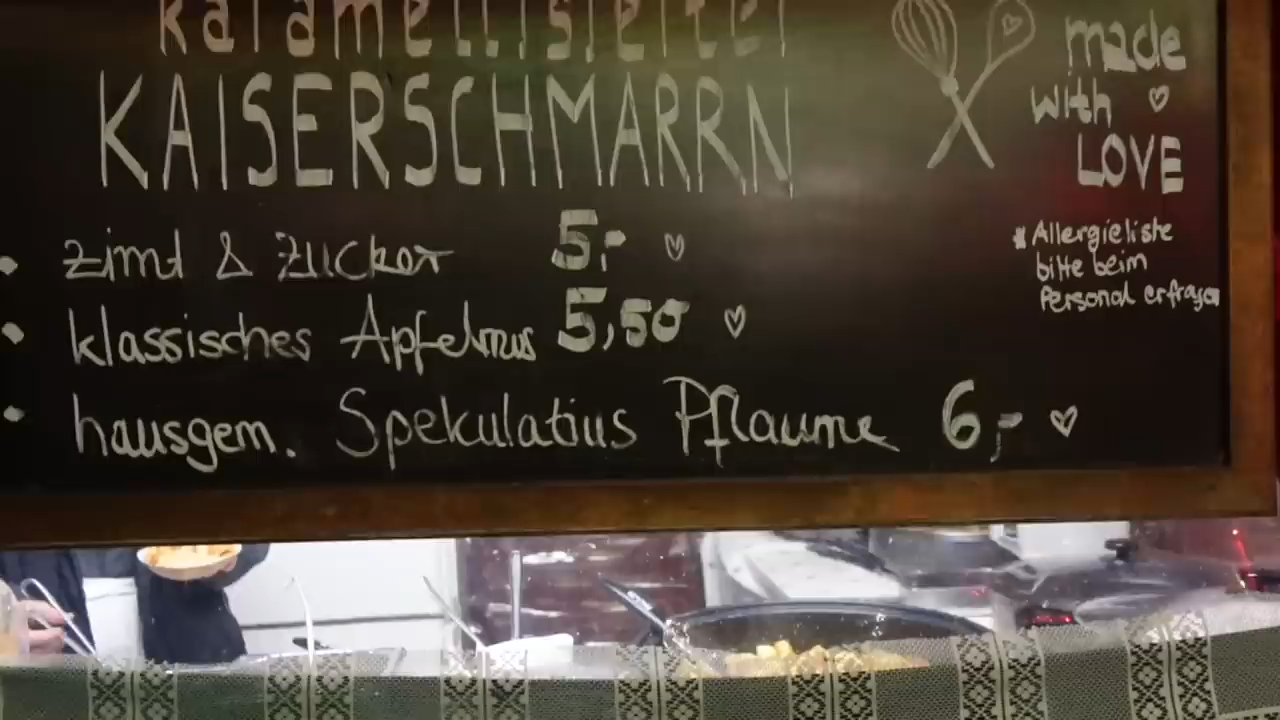 karamellisierter
KAISERSCHMARRN
zimt & Zucker 5,- ♡
klassisches Apfelmus 5,50 ♡
hausgem. Spekulatius Pflaume 6,- ♡
made
with ♡
LOVE
* Allergieliste
bitte beim
Personal erfragen